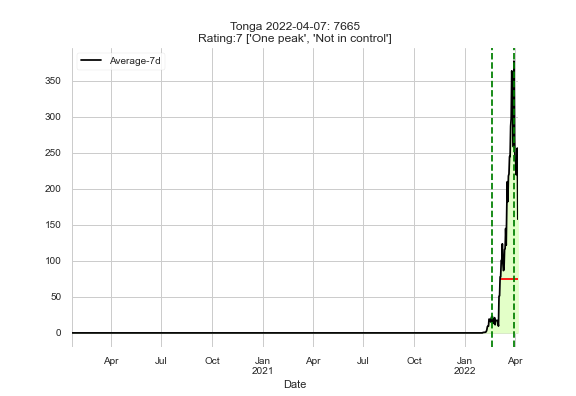 Tonga 2022-04-07: 7665
Rating:7 ['One peak', 'Not in control']
Average-7d
350
300
250
200
150
100
50
0
Apr
Jul
Oct
Jan
2021
Apr
Jul
Oct
Jan
2022
Apr
Date